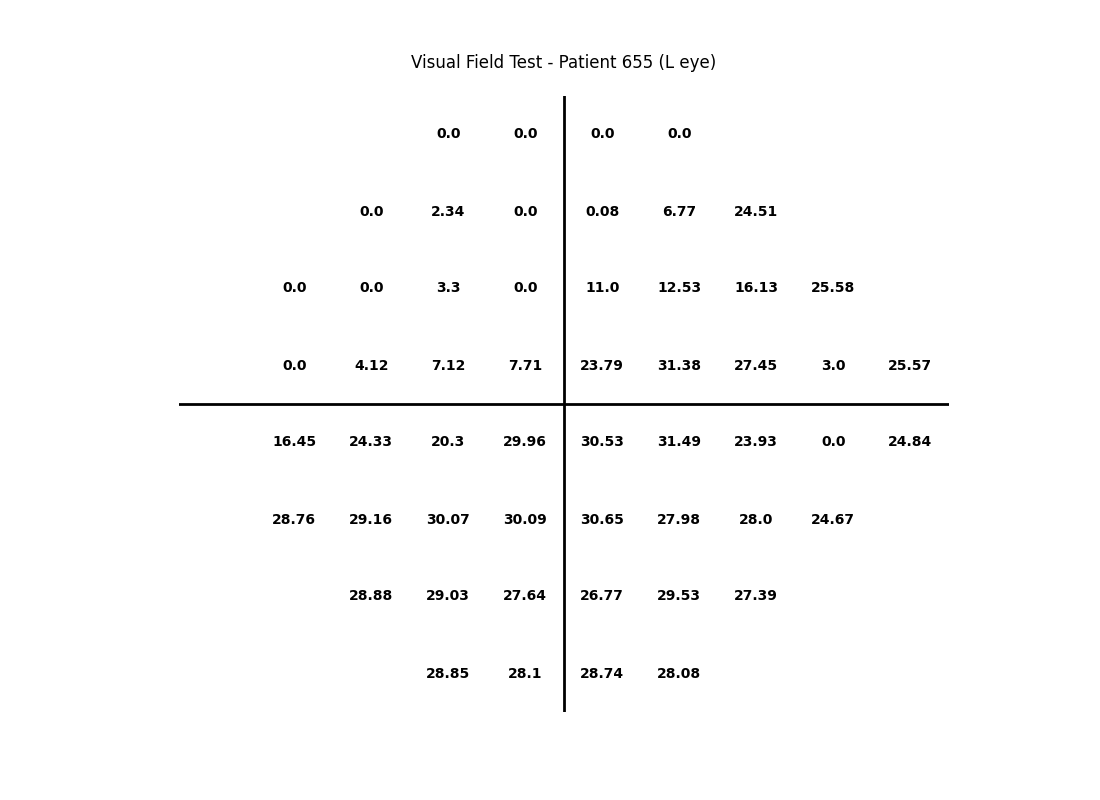 Visual Field Test - Patient 655 (L eye)
0.0 0.0 0.0 0.0
0.0 2.34 0.0 0.08 6.77 24.51
0.0 0.0 3.3 0.0 11.0 12.53 16.13 25.58
0.0 4.12 7.12 7.71 23.79 31.38 27.45 3.0 25.57
16.45 24.33 20.3 29.96 30.53 31.49 23.93 0.0 24.84
28.76 29.16 30.07 30.09 30.65 27.98 28.0 24.67
28.88 29.03 27.64 26.77 29.53 27.39
28.85 28.1 28.74 28.08